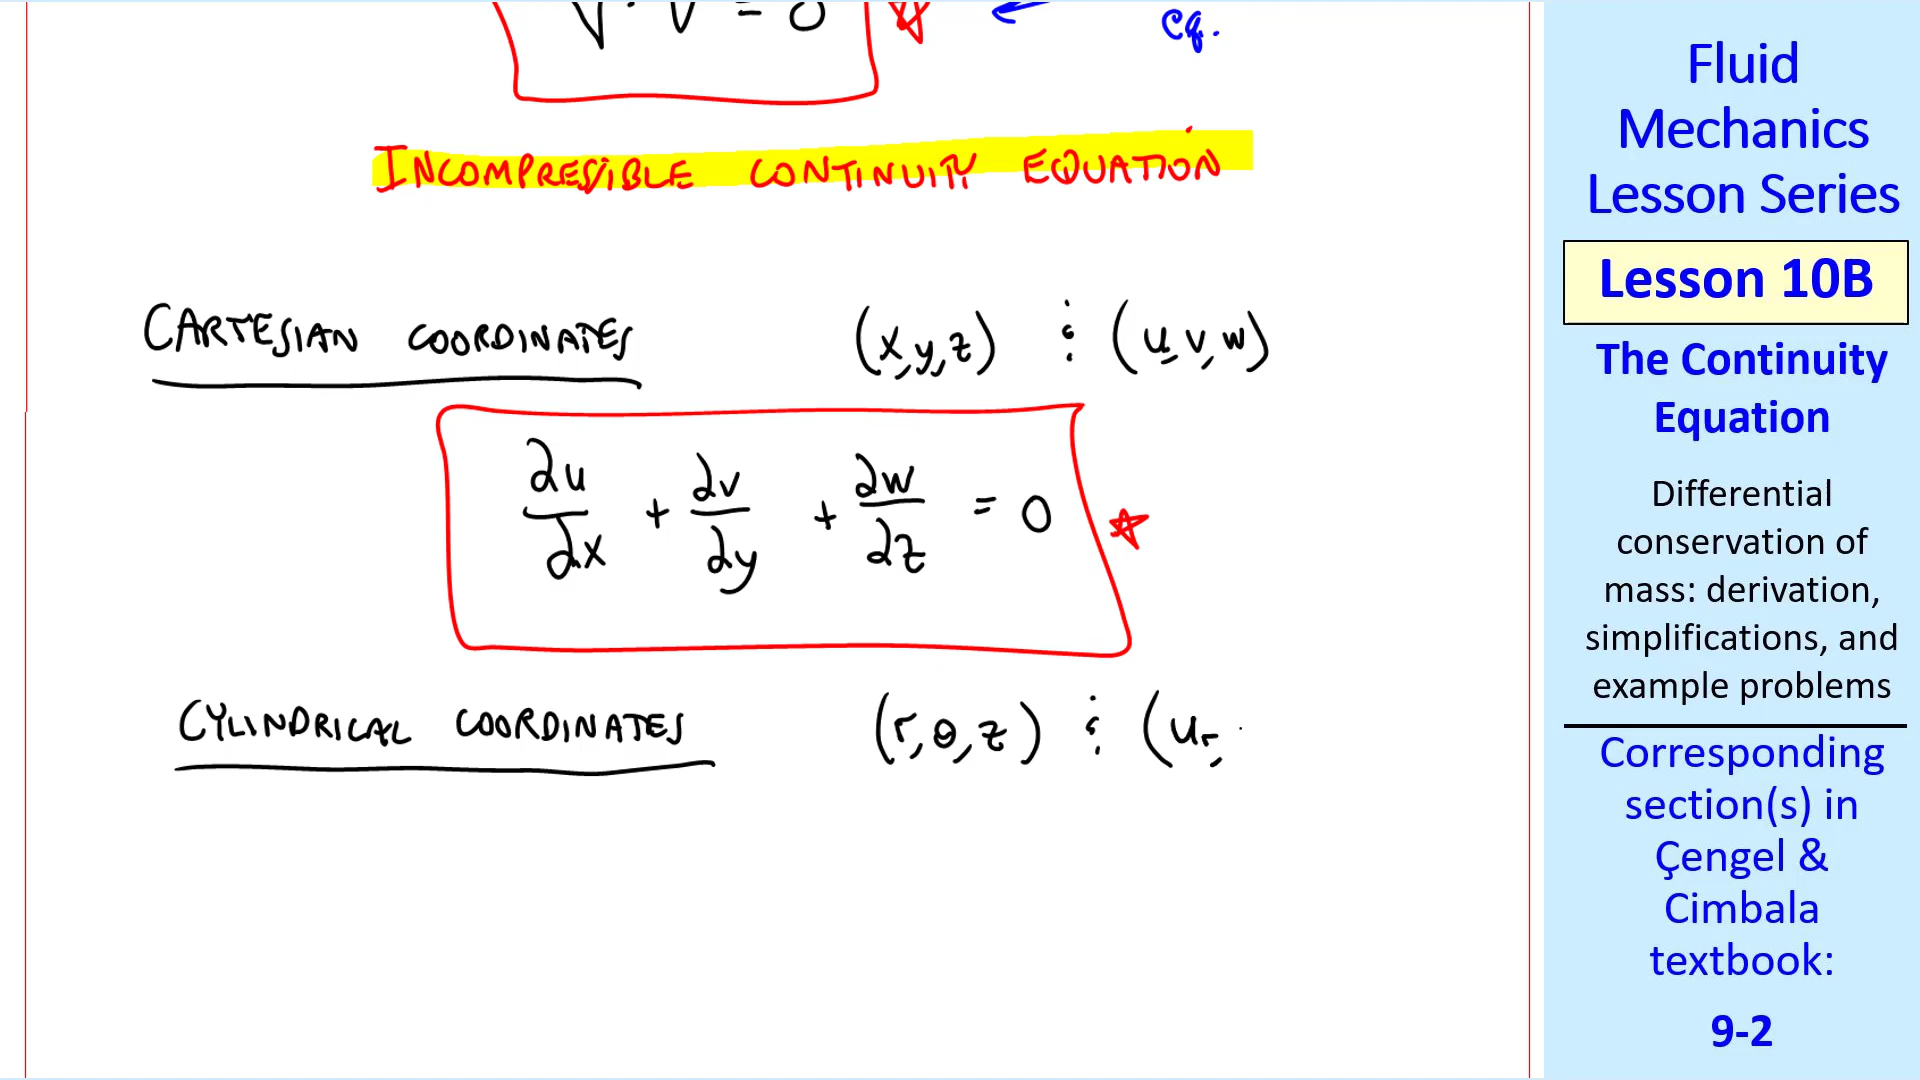 ∇ · V = 0
eq.
INCOMPRESSIBLE CONTINUITY EQUATION
CARTESIAN COORDINATES (x,y,z) & (u,v,w)
∂u/∂x + ∂v/∂y + ∂w/∂z = 0
CYLINDRICAL COORDINATES (r,θ,z) & (u_r,
Fluid
Mechanics
Lesson Series
Lesson 10B
The Continuity
Equation
Differential
conservation of
mass: derivation,
simplifications, and
example problems
Corresponding
section(s) in
Çengel &
Cimbala
textbook:
9-2